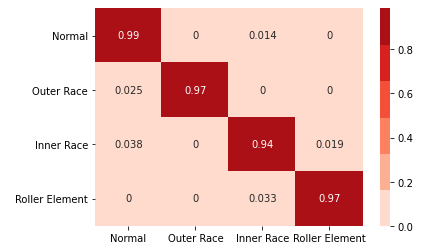 Normal 0.99 0 0.014 0
Outer Race 0.025 0.97 0 0
Inner Race 0.038 0 0.94 0.019
Roller Element 0 0 0.033 0.97
Normal Outer Race Inner Race Roller Element
0.8
0.6
0.4
0.2
0.0